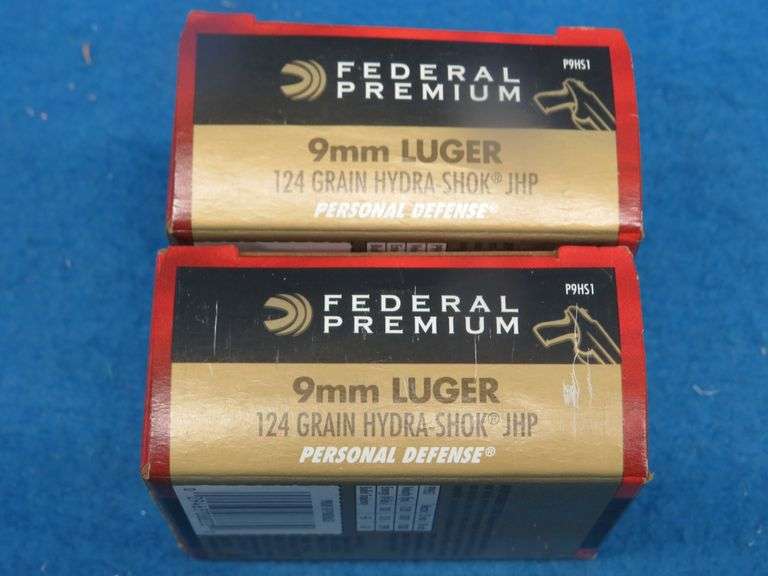 FEDERAL
PREMIUM
P9HS1
9mm LUGER
124 GRAIN HYDRA-SHOK® JHP
PERSONAL DEFENSE®
FEDERAL
PREMIUM
P9HS1
9mm LUGER
124 GRAIN HYDRA-SHOK® JHP
PERSONAL DEFENSE®